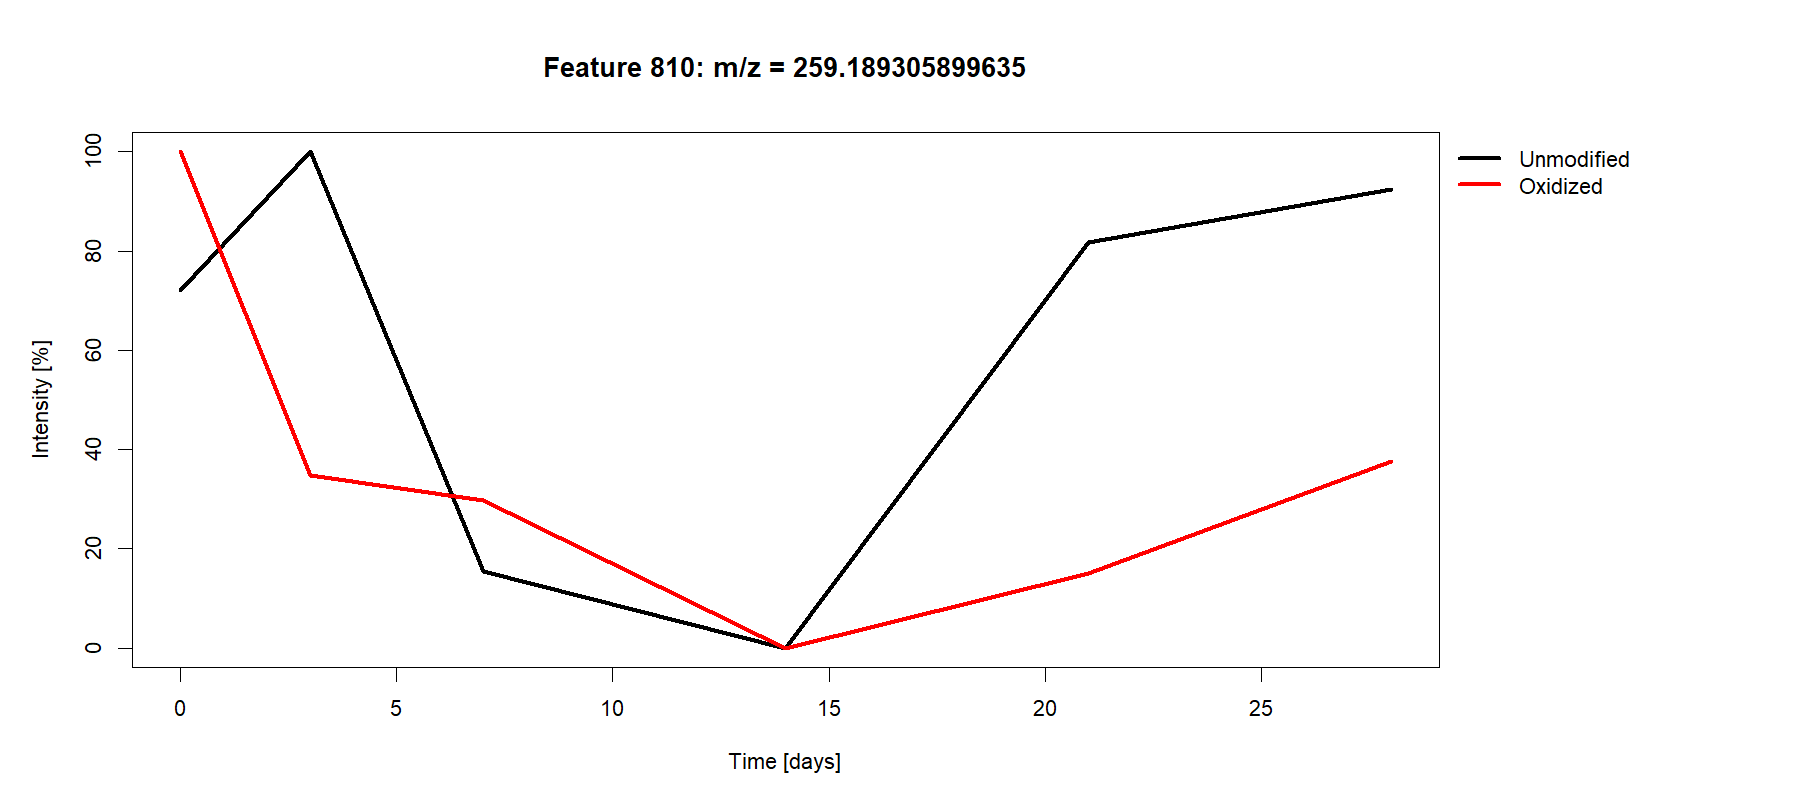 Feature 810: m/z = 259.189305899635
Unmodified
Oxidized
Intensity [%]
100
80
60
40
20
0
0 5 10 15 20 25
Time [days]